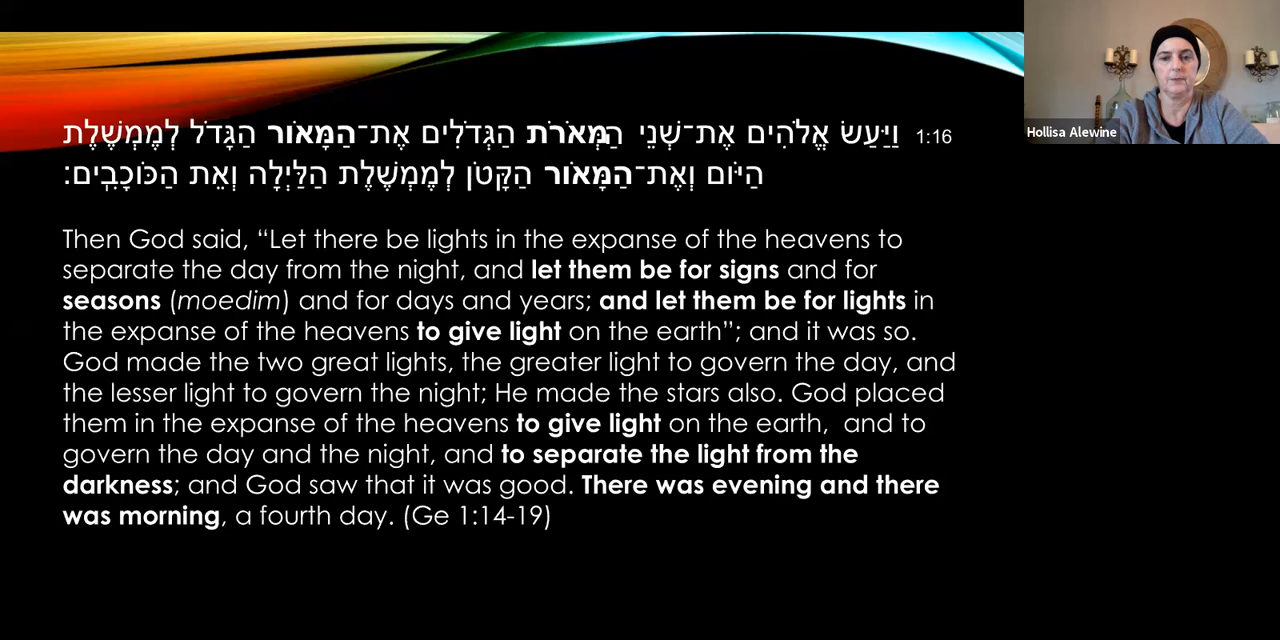 1:16 וַיַּעַשׂ אֱלֹהִים אֶת־שְׁנֵי הַמְּאֹרֹת הַגְּדֹלִים אֶת־הַמָּאוֹר הַגָּדֹל לְמֶמְשֶׁלֶת
הַיּוֹם וְאֶת־הַמָּאוֹר הַקָּטֹן לְמֶמְשֶׁלֶת הַלַּיְלָה וְאֵת הַכּוֹכָבִים׃
Hollisa Alewine
Then God said, “Let there be lights in the expanse of the heavens to
separate the day from the night, and let them be for signs and for
seasons (moedim) and for days and years; and let them be for lights in
the expanse of the heavens to give light on the earth”; and it was so.
God made the two great lights, the greater light to govern the day, and
the lesser light to govern the night; He made the stars also. God placed
them in the expanse of the heavens to give light on the earth, and to
govern the day and the night, and to separate the light from the
darkness; and God saw that it was good. There was evening and there
was morning, a fourth day. (Ge 1:14-19)